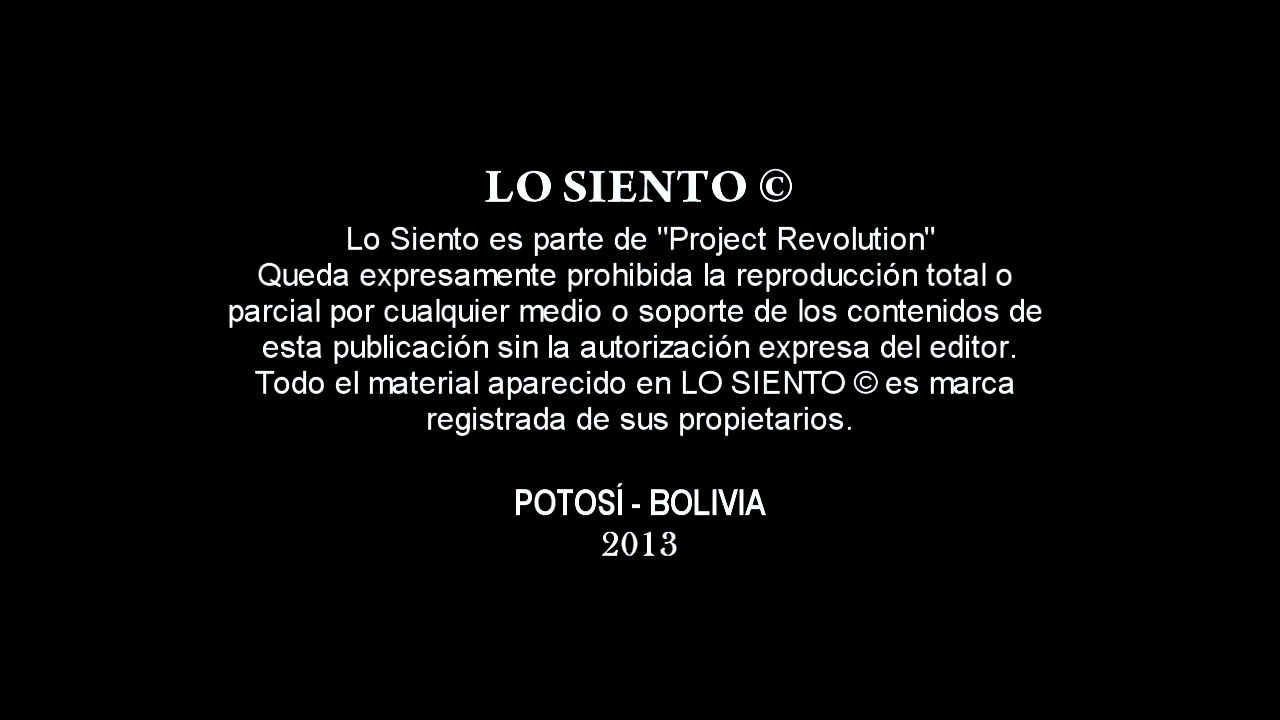 LO SIENTO ©
Lo Siento es parte de "Project Revolution"
Queda expresamente prohibida la reproducción total o
parcial por cualquier medio o soporte de los contenidos de
esta publicación sin la autorización expresa del editor.
Todo el material aparecido en LO SIENTO © es marca
registrada de sus propietarios.
POTOSÍ - BOLIVIA
2013